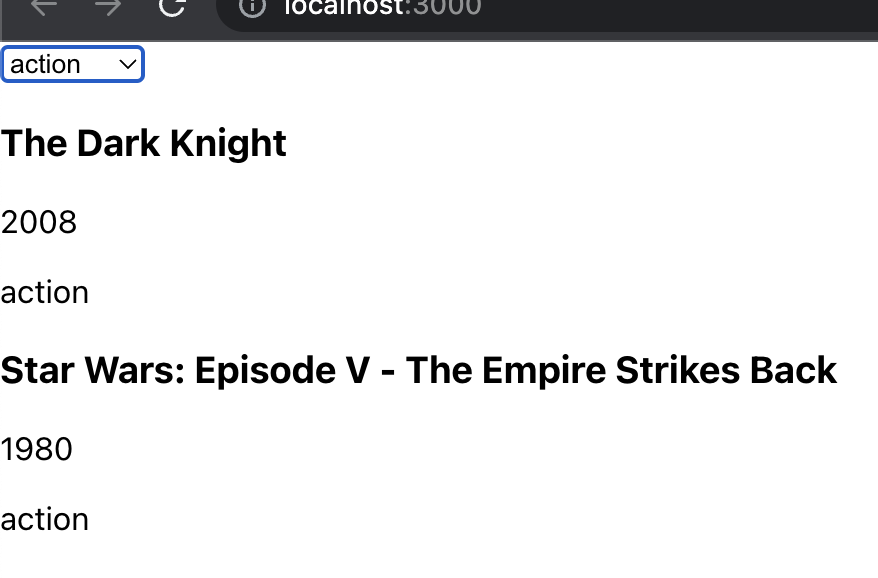 localhost:3000
action
The Dark Knight
2008
action
Star Wars: Episode V - The Empire Strikes Back
1980
action